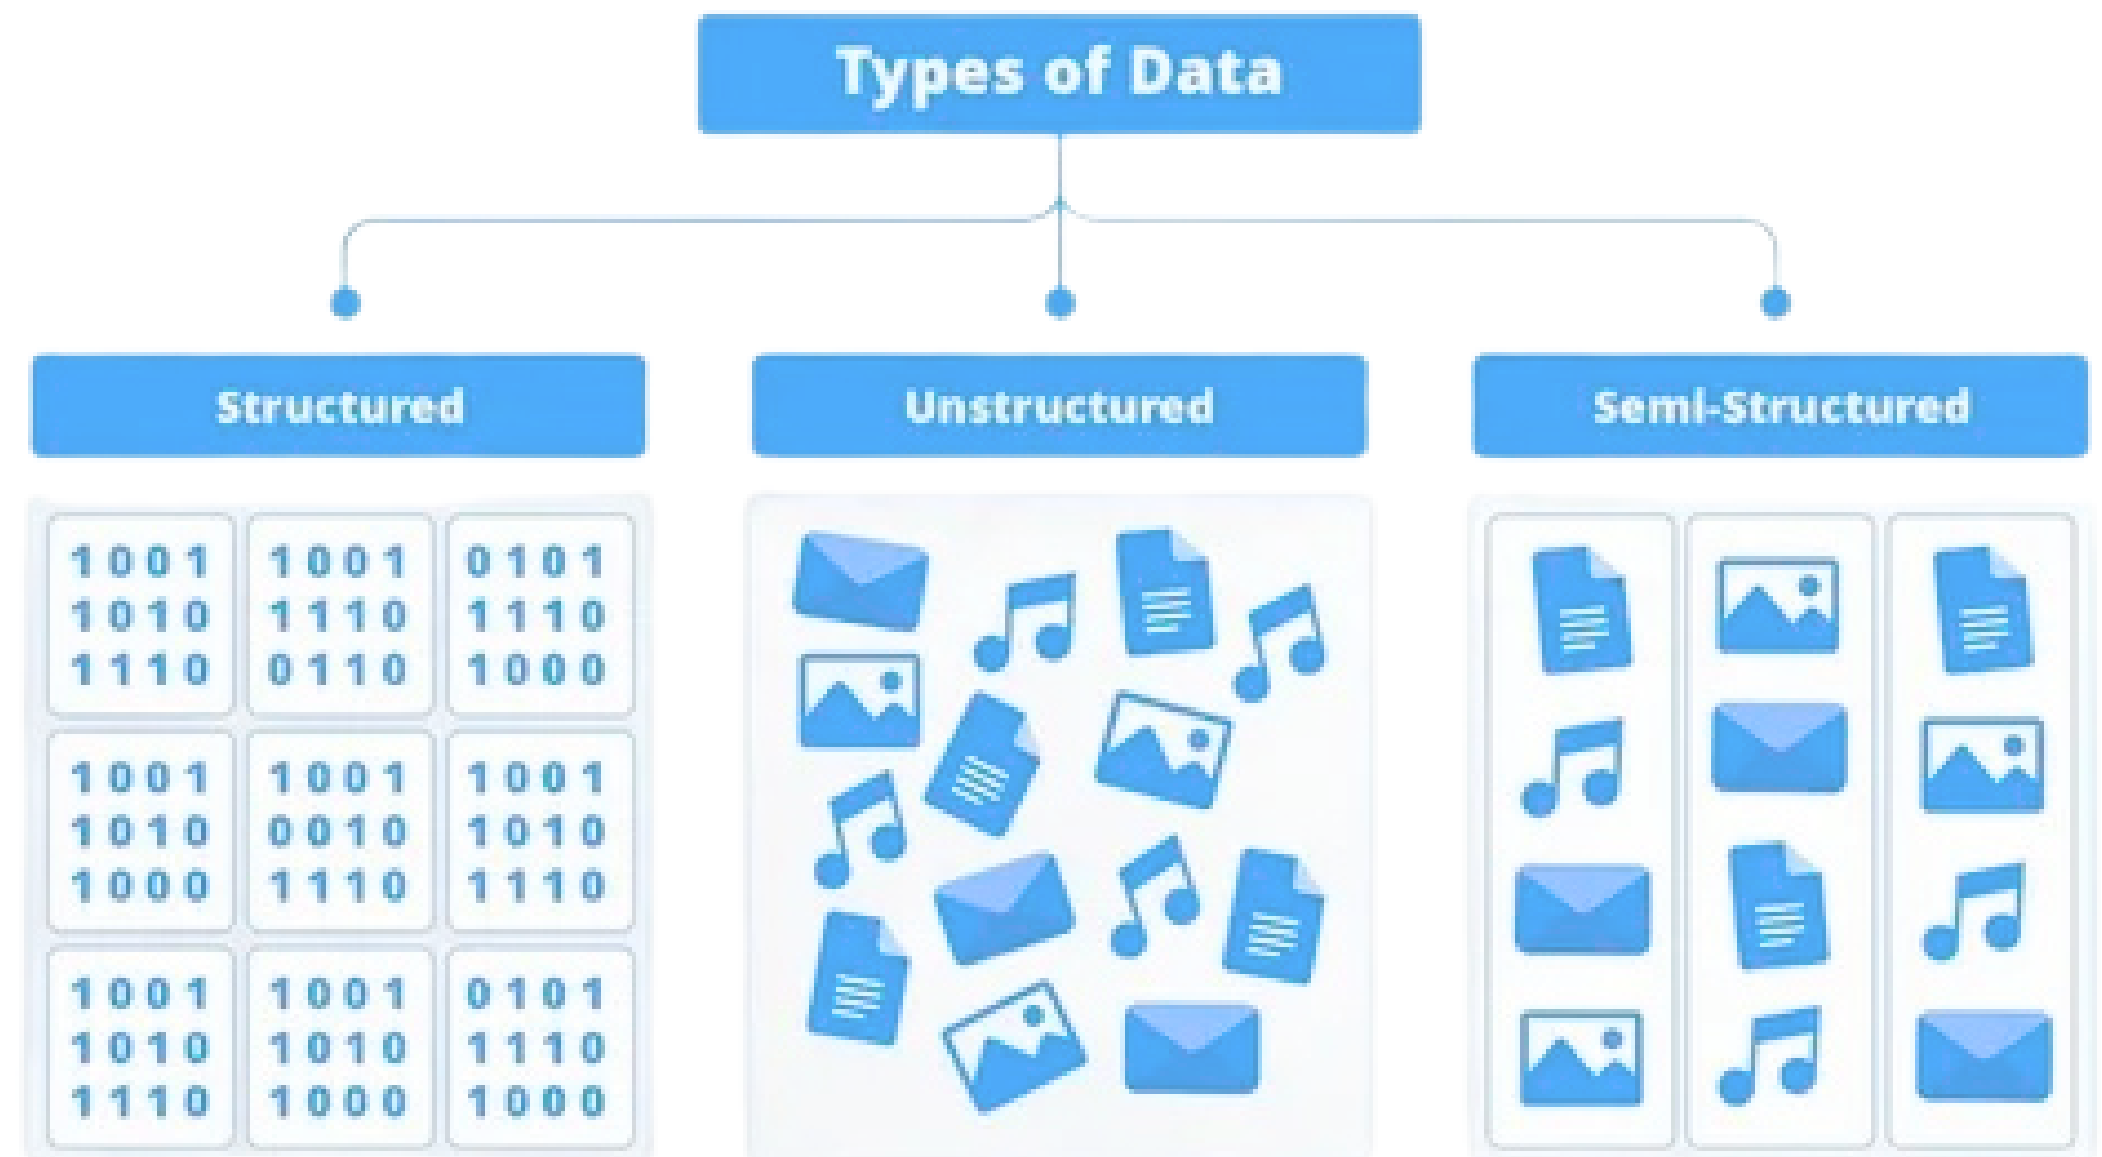 Types of Data
Structured
Unstructured
Semi-Structured
1001 1001 0101
1010 1110 1110
1110 0110 1000
1001 1001 1001
1010 0010 1010
1000 1110 1110
1001 1001 0101
1010 1010 1110
1110 1000 1000